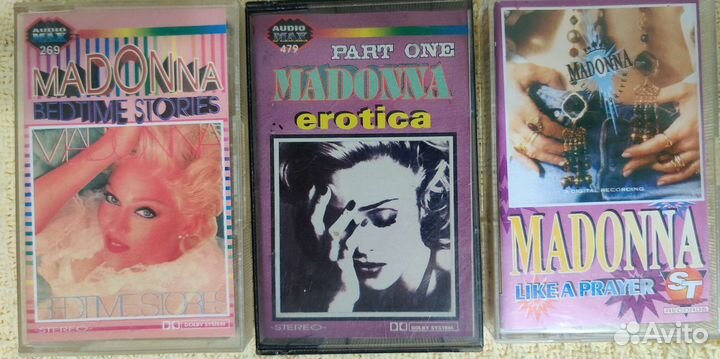 AUDIO
MAX
269
MADONNA
BEDTIME STORIES
MADONNA
BEDTIME STORIES
STEREO
DOLBY SYSTEM
AUDIO
MAX
479
PART ONE
MADONNA
erotica
STEREO
DOLBY SYSTEM
MADONNA
A DIGITAL RECORDING
MADONNA
LIKE A PRAYER
ST
RECORDS
Avito